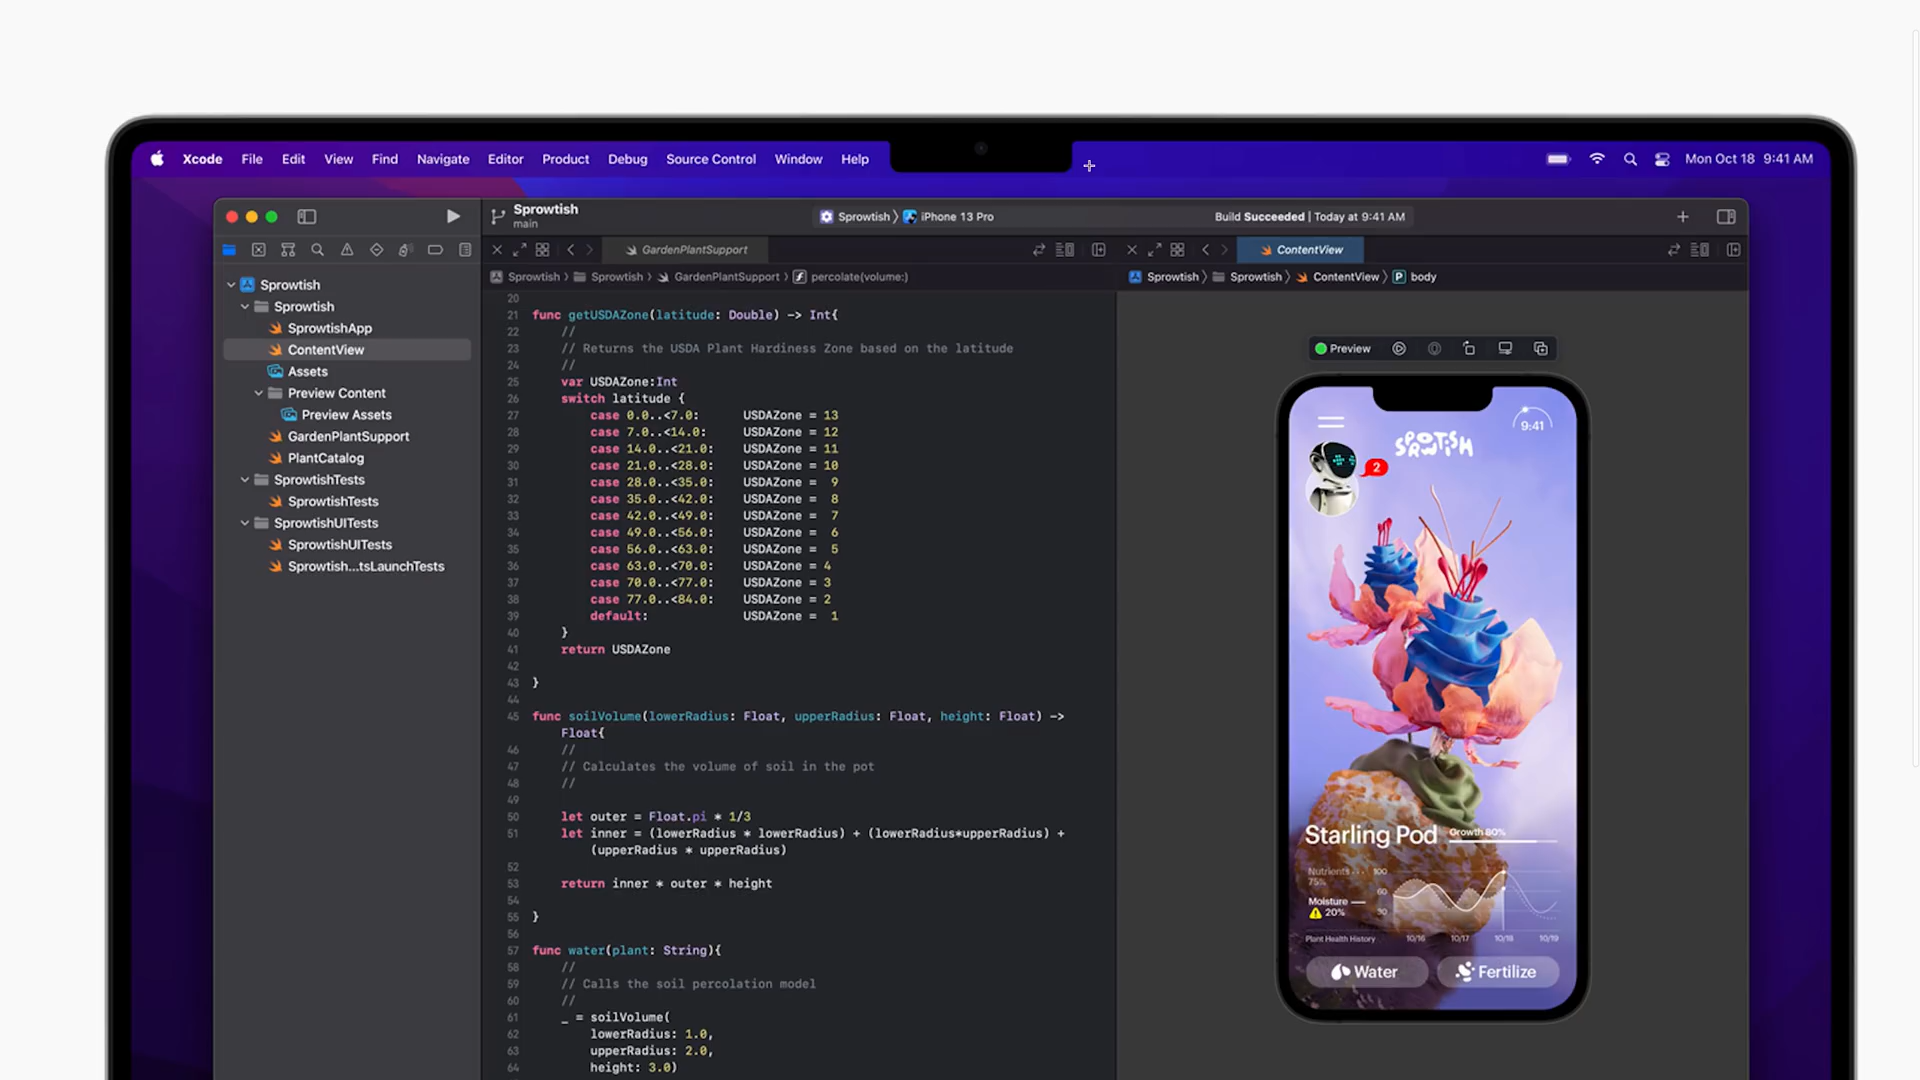 Xcode File Edit View Find Navigate Editor Product Debug Source Control Window Help
Mon Oct 18 9:41 AM
Sprowtish
main
Sprowtish 〉 iPhone 13 Pro
Build Succeeded | Today at 9:41 AM
GardenPlantSupport
ContentView
Sprowtish 〉 Sprowtish 〉 GardenPlantSupport 〉 percolate(volume:)
Sprowtish 〉 Sprowtish 〉 ContentView 〉 P body
Sprowtish
Sprowtish
SprowtishApp
ContentView
Assets
Preview Content
Preview Assets
GardenPlantSupport
PlantCatalog
SprowtishTests
SprowtishTests
SprowtishUITests
SprowtishUITests
Sprowtish...tsLaunchTests
20
21 func getUSDAZone(latitude: Double) -> Int{
22 //
23 // Returns the USDA Plant Hardiness Zone based on the latitude
24 //
25 var USDAZone:Int
26 switch latitude {
27 case 0.0..<7.0: USDAZone = 13
28 case 7.0..<14.0: USDAZone = 12
29 case 14.0..<21.0: USDAZone = 11
30 case 21.0..<28.0: USDAZone = 10
31 case 28.0..<35.0: USDAZone = 9
32 case 35.0..<42.0: USDAZone = 8
33 case 42.0..<49.0: USDAZone = 7
34 case 49.0..<56.0: USDAZone = 6
35 case 56.0..<63.0: USDAZone = 5
36 case 63.0..<70.0: USDAZone = 4
37 case 70.0..<77.0: USDAZone = 3
38 case 77.0..<84.0: USDAZone = 2
39 default: USDAZone = 1
40 }
41 return USDAZone
42
43 }
44
45 func soilVolume(lowerRadius: Float, upperRadius: Float, height: Float) ->
Float{
46 //
47 // Calculates the volume of soil in the pot
48 //
49
50 let outer = Float.pi * 1/3
51 let inner = (lowerRadius * lowerRadius) + (lowerRadius*upperRadius) +
(upperRadius * upperRadius)
52
53 return inner * outer * height
54
55 }
56
57 func water(plant: String){
58 //
59 // Calls the soil percolation model
60 //
61 _ = soilVolume(
62 lowerRadius: 1.0,
63 upperRadius: 2.0,
64 height: 3.0)
Preview
9:41
SPROWTISH
2
Starling Pod
Growth 80%
Nutrients
75%
Moisture
20%
100
60
30
Plant Health History 10/16 10/17 10/18 10/19
Water
Fertilize